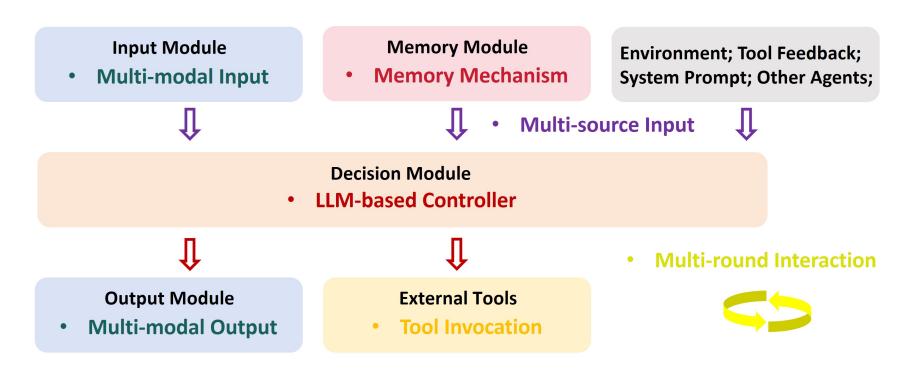 Input Module
• Multi-modal Input
Memory Module
• Memory Mechanism
Environment; Tool Feedback;
System Prompt; Other Agents;
• Multi-source Input
Decision Module
• LLM-based Controller
• Multi-round Interaction
Output Module
• Multi-modal Output
External Tools
• Tool Invocation